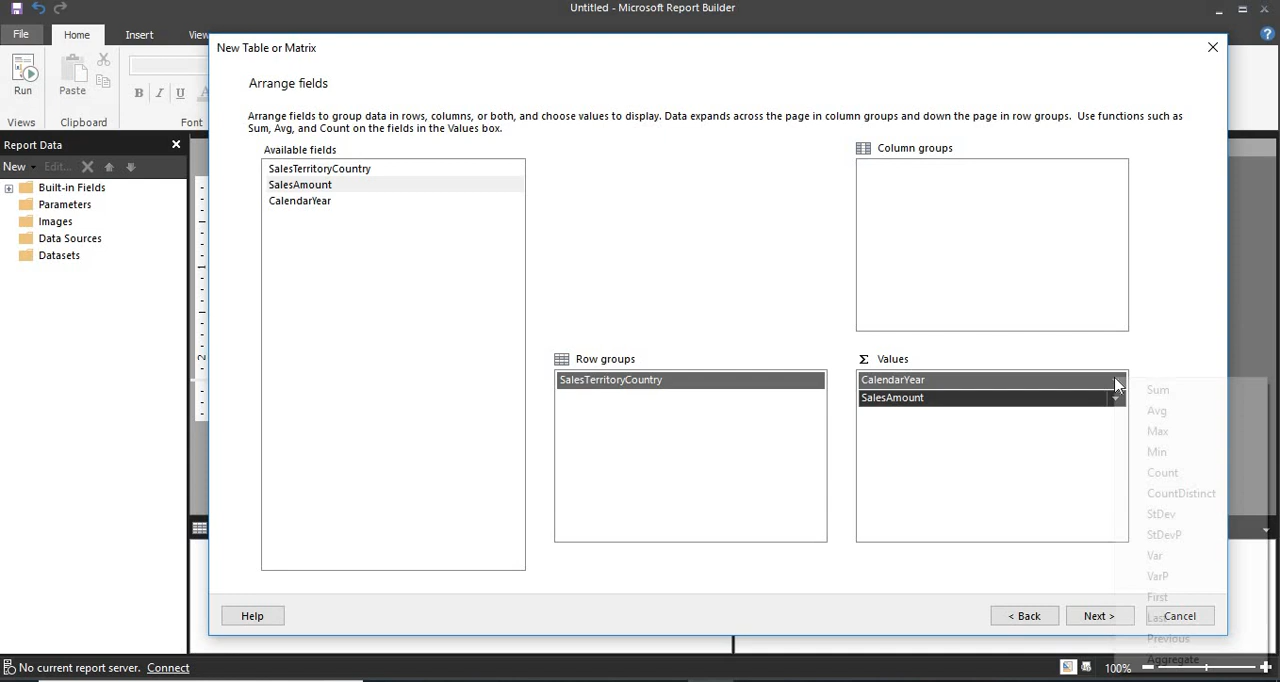 Untitled - Microsoft Report Builder
File
Home
Insert
View
New Table or Matrix
Arrange fields
Run
Paste
B
I
U
A
Arrange fields to group data in rows, columns, or both, and choose values to display. Data expands across the page in column groups and down the page in row groups. Use functions such as
Sum, Avg, and Count on the fields in the Values box.
Views
Clipboard
Font
Report Data
New
Edit...
Built-in Fields
Parameters
Images
Data Sources
Datasets
Available fields
SalesTerritoryCountry
SalesAmount
CalendarYear
Column groups
Row groups
SalesTerritoryCountry
Σ Values
CalendarYear
SalesAmount
Sum
Avg
Max
Min
Count
CountDistinct
StDev
StDevP
Var
VarP
First
Last
Previous
Aggregate
1
2
Help
< Back
Next >
Cancel
No current report server. Connect
100%